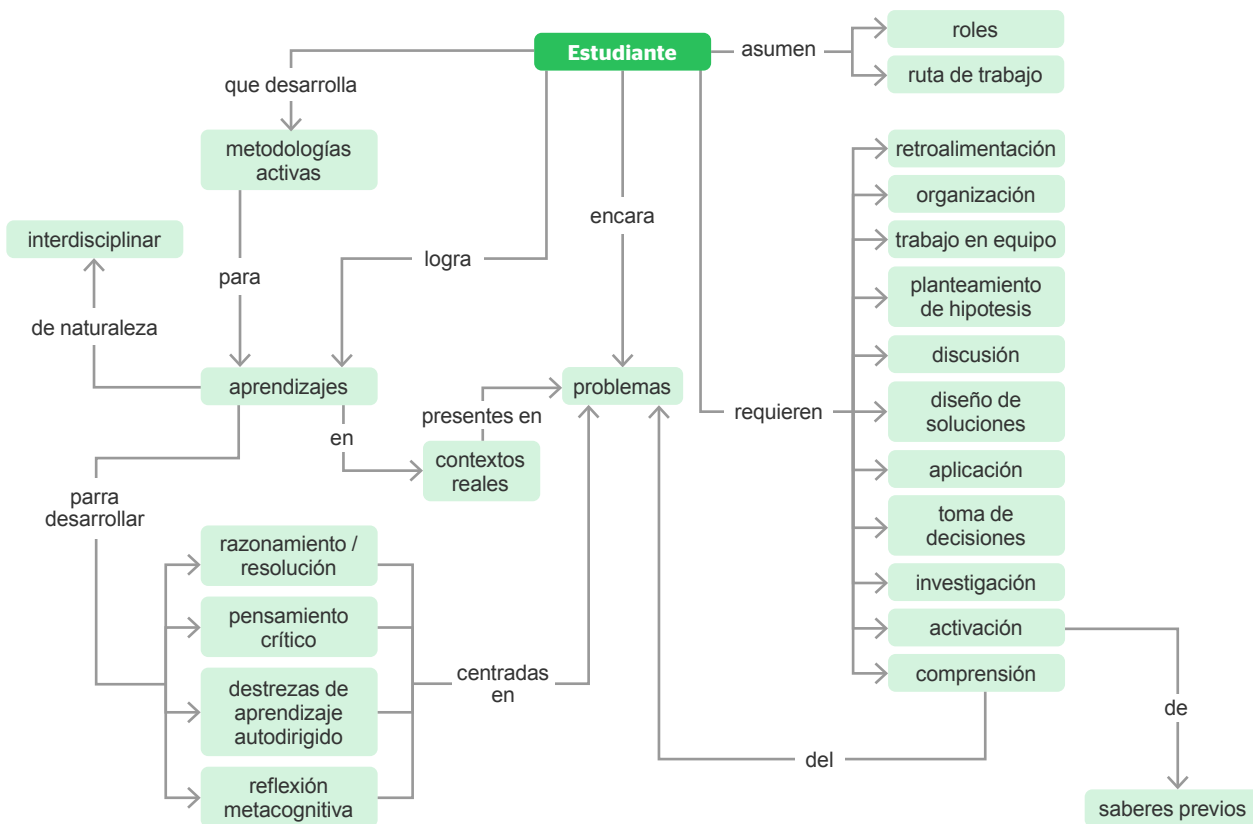 Estudiante
asumen
roles
ruta de trabajo
que desarrolla
metodologías
activas
para
logra
encara
interdisciplinar
de naturaleza
aprendizajes
en
contextos
reales
presentes en
problemas
parra
desarrollar
razonamiento /
resolución
pensamiento
crítico
destrezas de
aprendizaje
autodirigido
reflexión
metacognitiva
centradas
en
requieren
retroalimentación
organización
trabajo en equipo
planteamiento
de hipotesis
discusión
diseño de
soluciones
aplicación
toma de
decisiones
investigación
activación
comprensión
del
de
saberes previos